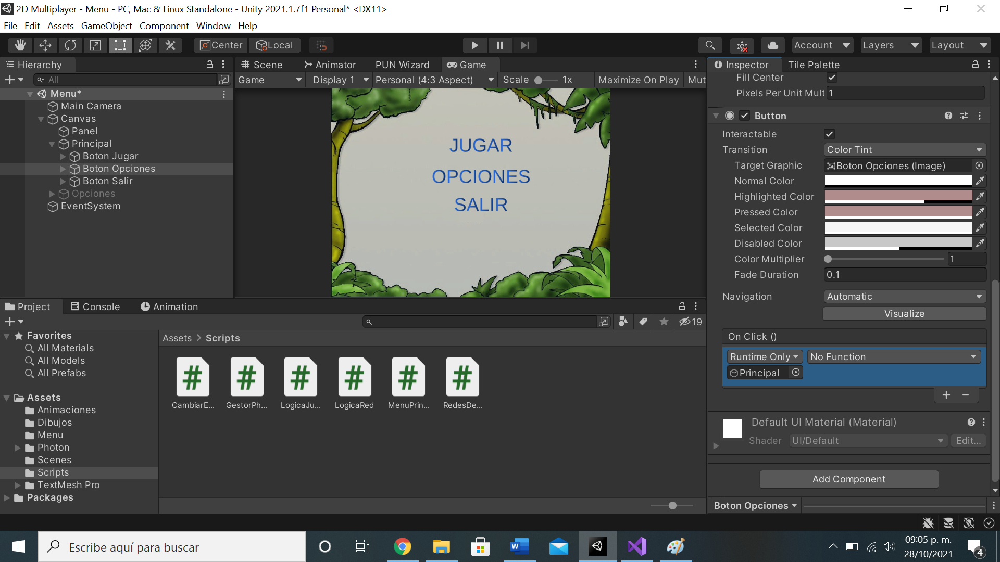 2D Multiplayer - Menu - PC, Mac & Linux Standalone - Unity 2021.1.7f1 Personal* <DX11>
File Edit Assets GameObject Component Window Help
Center Local Account Layers Layout
Hierarchy
All
Menu*
Main Camera
Canvas
Panel
Principal
Boton Jugar
Boton Opciones
Boton Salir
Opciones
EventSystem
Scene Animator PUN Wizard Game
Game Display 1 Personal (4:3 Aspect) Scale 1x Maximize On Play Mut
JUGAR
OPCIONES
SALIR
Inspector Tile Palette
Fill Center
Pixels Per Unit Mult 1
Button
Interactable
Transition Color Tint
Target Graphic Boton Opciones (Image)
Normal Color
Highlighted Color
Pressed Color
Selected Color
Disabled Color
Color Multiplier 1
Fade Duration 0.1
Navigation Automatic
Visualize
On Click ()
Runtime Only No Function
Principal
Default UI Material (Material)
Shader UI/Default Edit...
Add Component
Boton Opciones
Project Console Animation
19
Favorites
All Materials
All Models
All Prefabs
Assets
Animaciones
Dibujos
Menu
Photon
Scenes
Scripts
TextMesh Pro
Packages
Assets > Scripts
CambiarE... GestorPh... LogicaJu... LogicaRed MenuPrin... RedesDe...
Escribe aquí para buscar
09:05 p. m.
28/10/2021
4